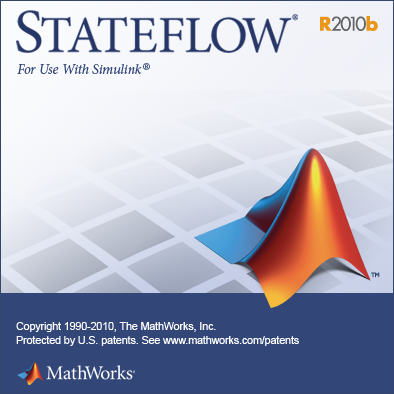 STATEFLOW®
R2010b
For Use With Simulink®
™
Copyright 1990-2010, The MathWorks, Inc.
Protected by U.S. patents. See www.mathworks.com/patents
MathWorks®